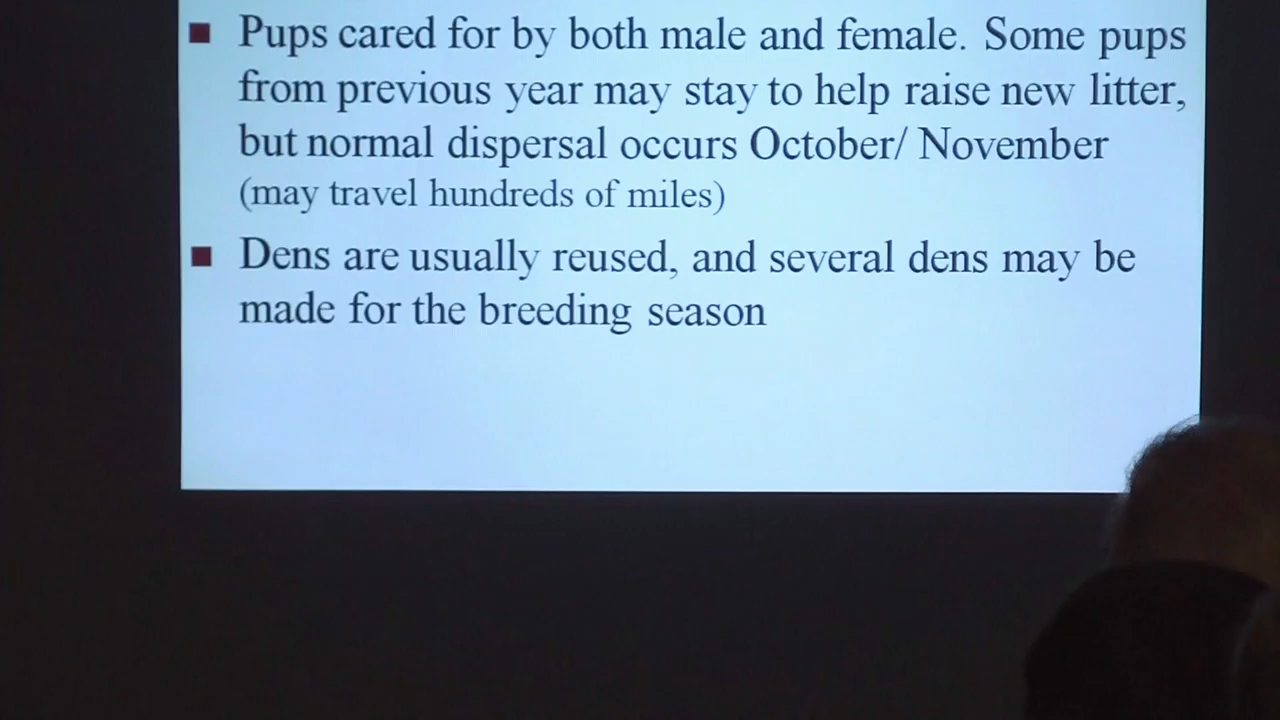 Pups cared for by both male and female. Some pups
from previous year may stay to help raise new litter,
but normal dispersal occurs October/ November
(may travel hundreds of miles)
Dens are usually reused, and several dens may be
made for the breeding season